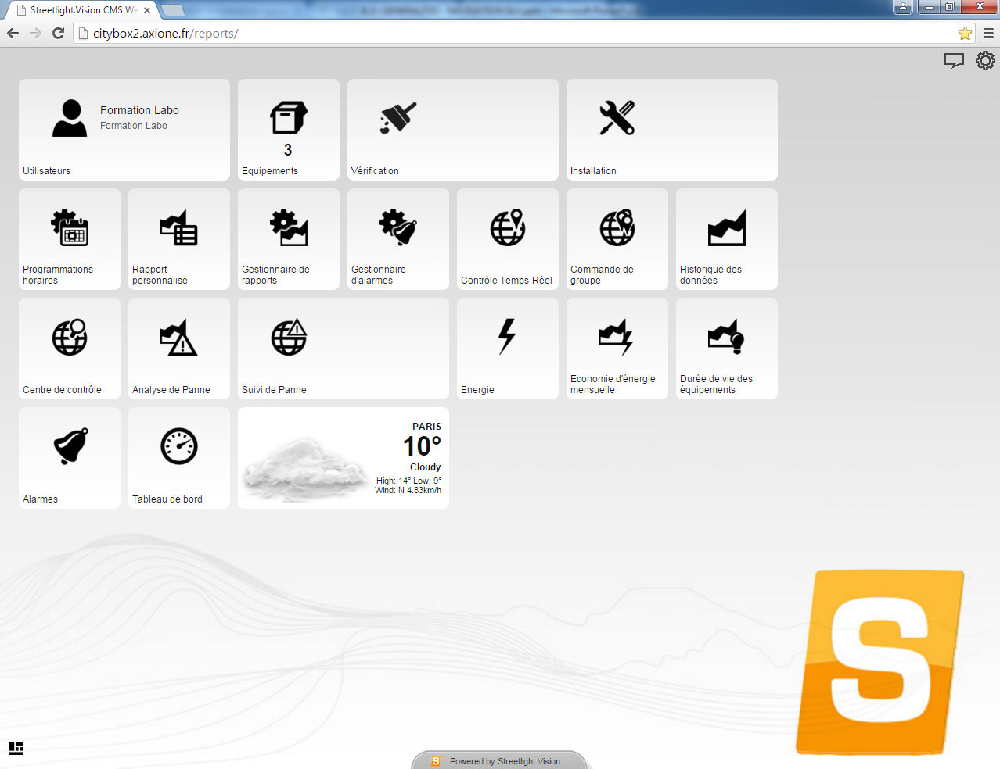 Streetlight.Vision CMS We
citybox2.axione.fr/reports/
Formation Labo
Formation Labo
Utilisateurs
3
Equipements
Vérification
Installation
Programmations
horaires
Rapport
personnalisé
Gestionnaire de
rapports
Gestionnaire
d'alarmes
Contrôle Temps-Réel
Commande de
groupe
Historique des
données
Centre de contrôle
Analyse de Panne
Suivi de Panne
Energie
Economie d'énergie
mensuelle
Durée de vie des
équipements
Alarmes
Tableau de bord
PARIS
10°
Cloudy
High: 14° Low: 9°
Wind: N 4.83km/h
S
S Powered by Streetlight.Vision